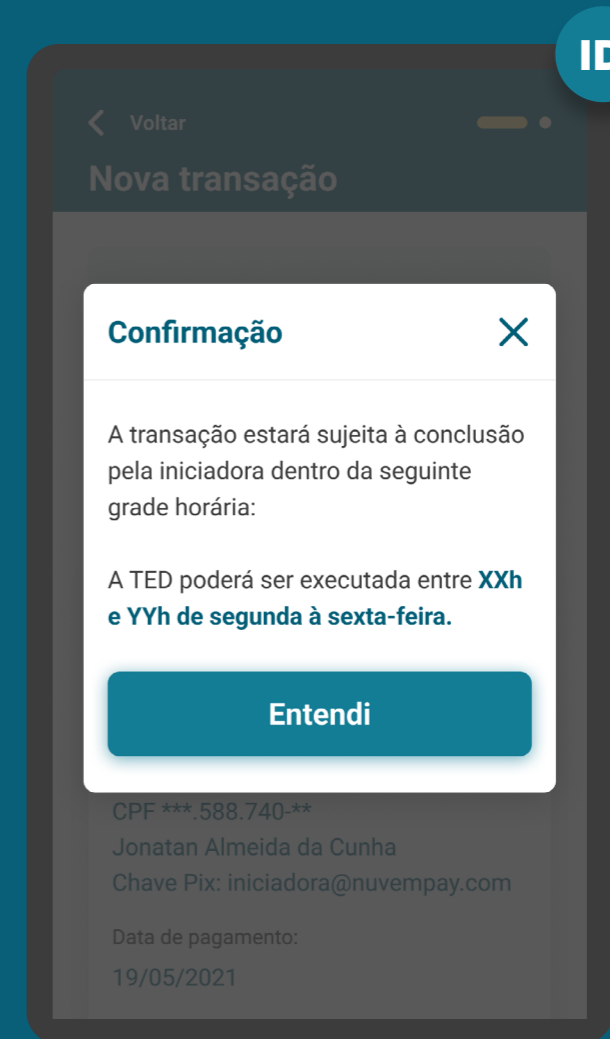 ID
Voltar
Nova transação
Confirmação
A transação estará sujeita à conclusão
pela iniciadora dentro da seguinte
grade horária:
A TED poderá ser executada entre XXh
e YYh de segunda à sexta-feira.
Entendi
CPF ***.588.740-**
Jonatan Almeida da Cunha
Chave Pix: iniciadora@nuvempay.com
Data de pagamento:
19/05/2021